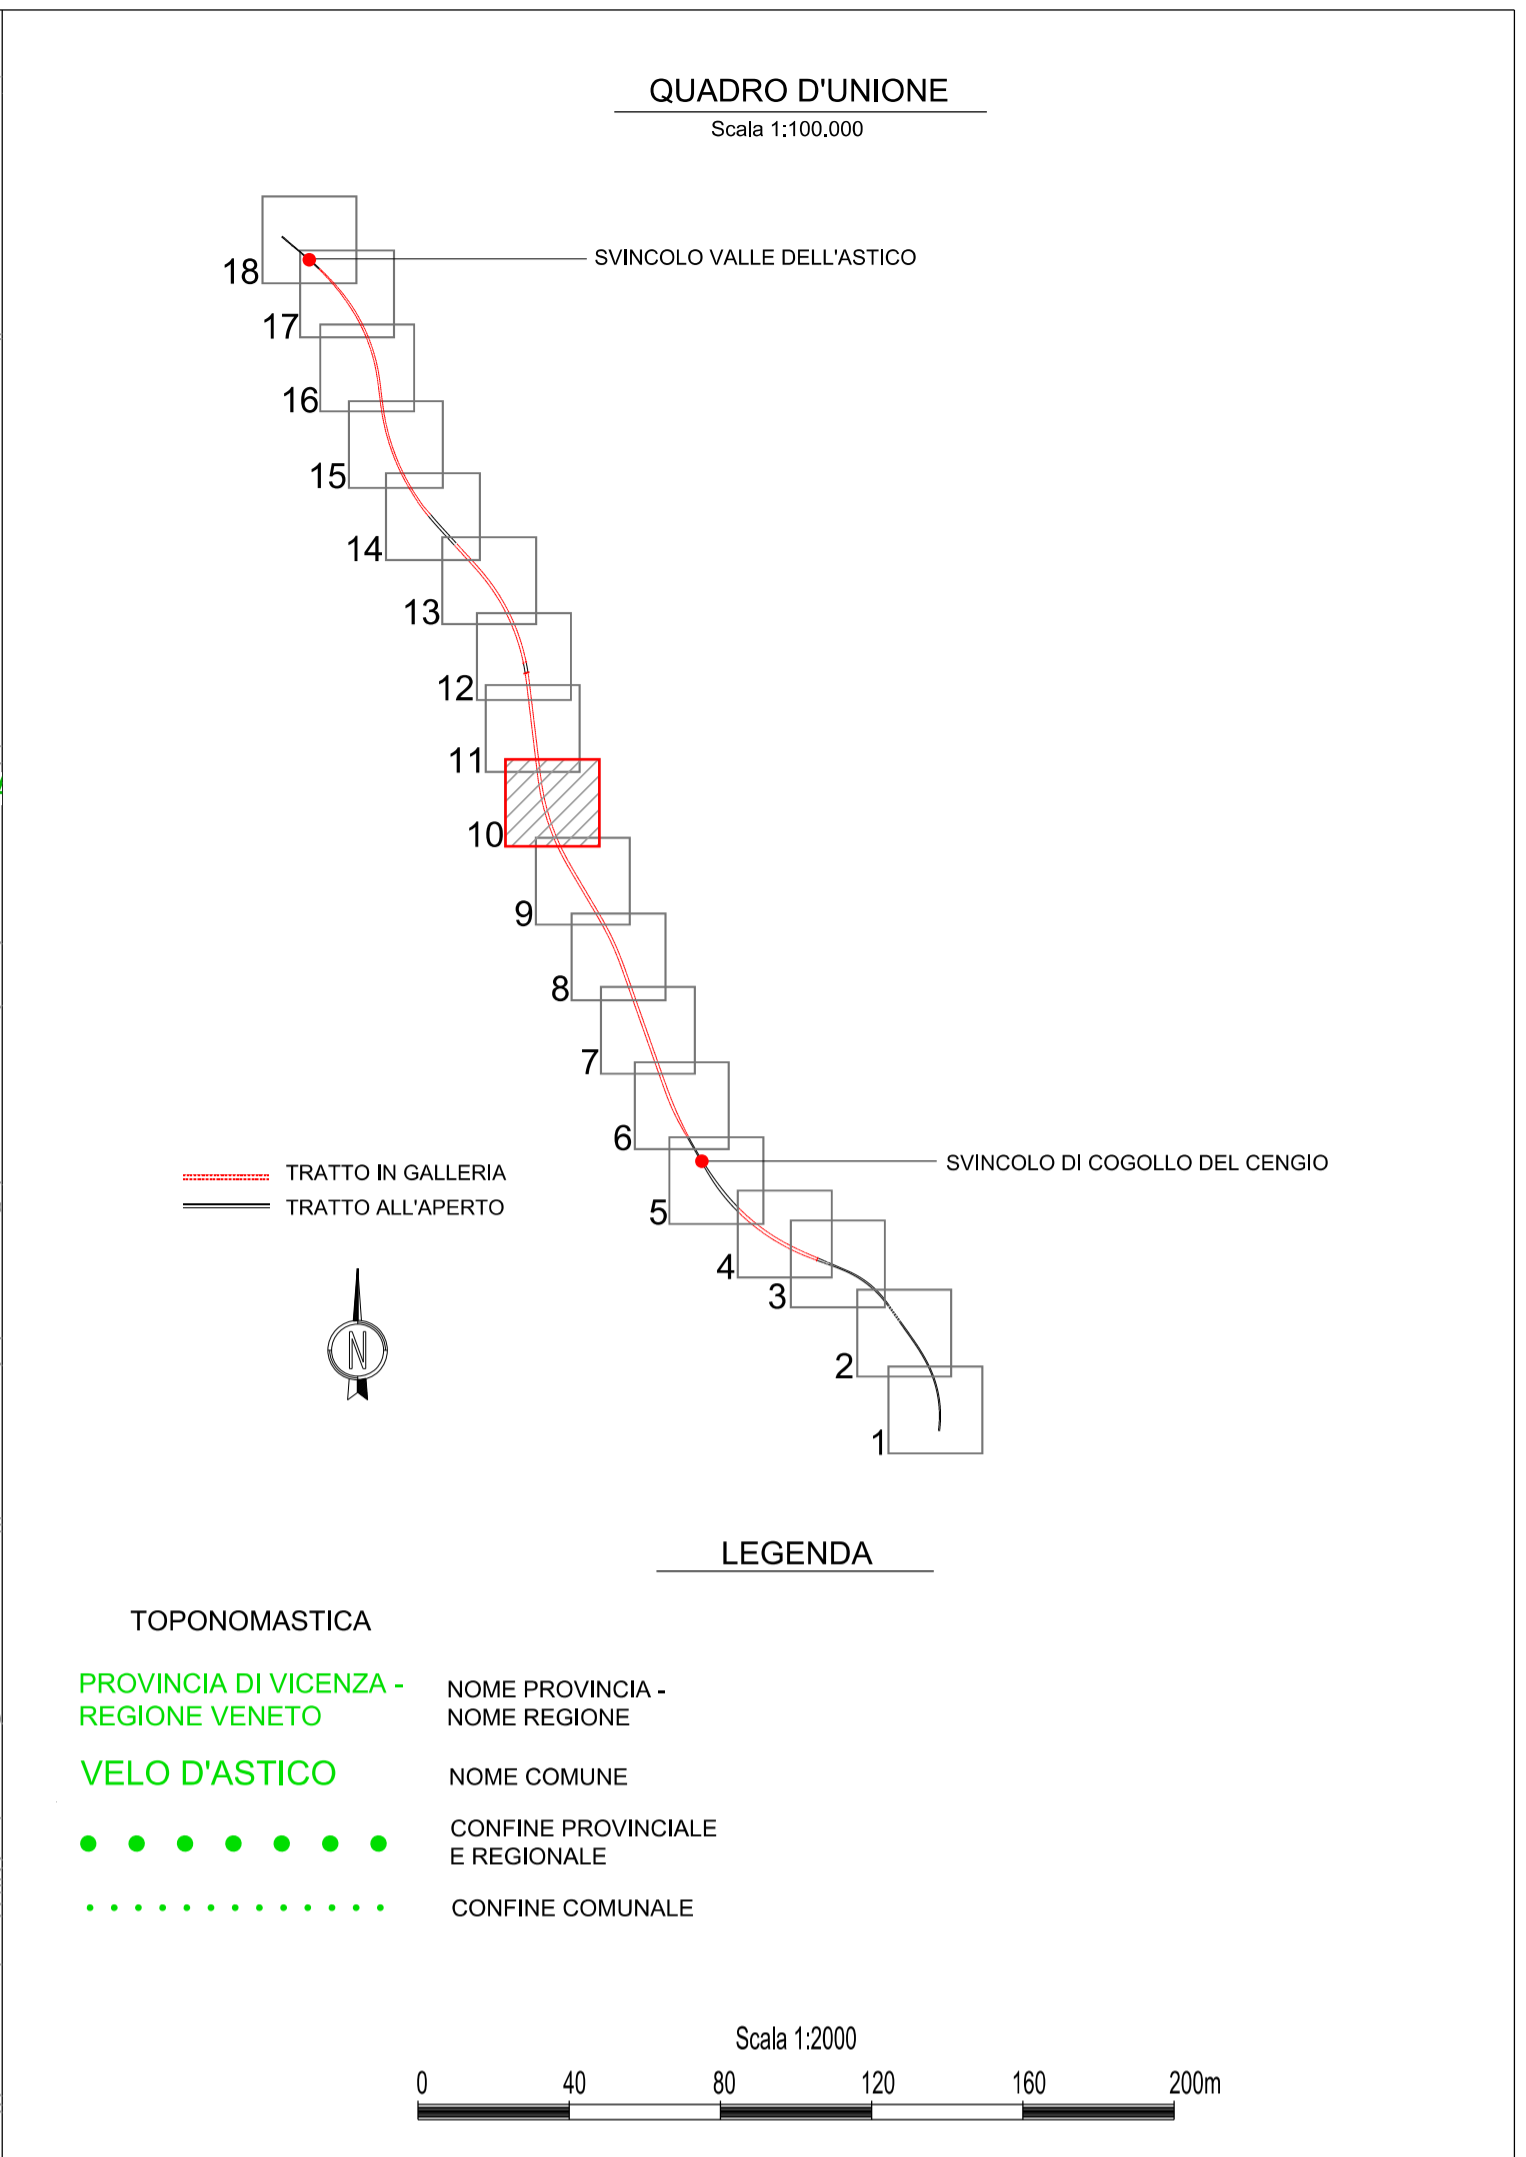 QUADRO D'UNIONE
Scala 1:100.000
18
SVINCOLO VALLE DELL'ASTICO
17
16
15
14
13
12
11
10
9
8
7
6
SVINCOLO DI COGOLLO DEL CENGIO
TRATTO IN GALLERIA
TRATTO ALL'APERTO
5
4
3
N
2
1
LEGENDA
TOPONOMASTICA
PROVINCIA DI VICENZA -
REGIONE VENETO
NOME PROVINCIA -
NOME REGIONE
VELO D'ASTICO
NOME COMUNE
CONFINE PROVINCIALE
E REGIONALE
CONFINE COMUNALE
Scala 1:2000
0 40 80 120 160 200m